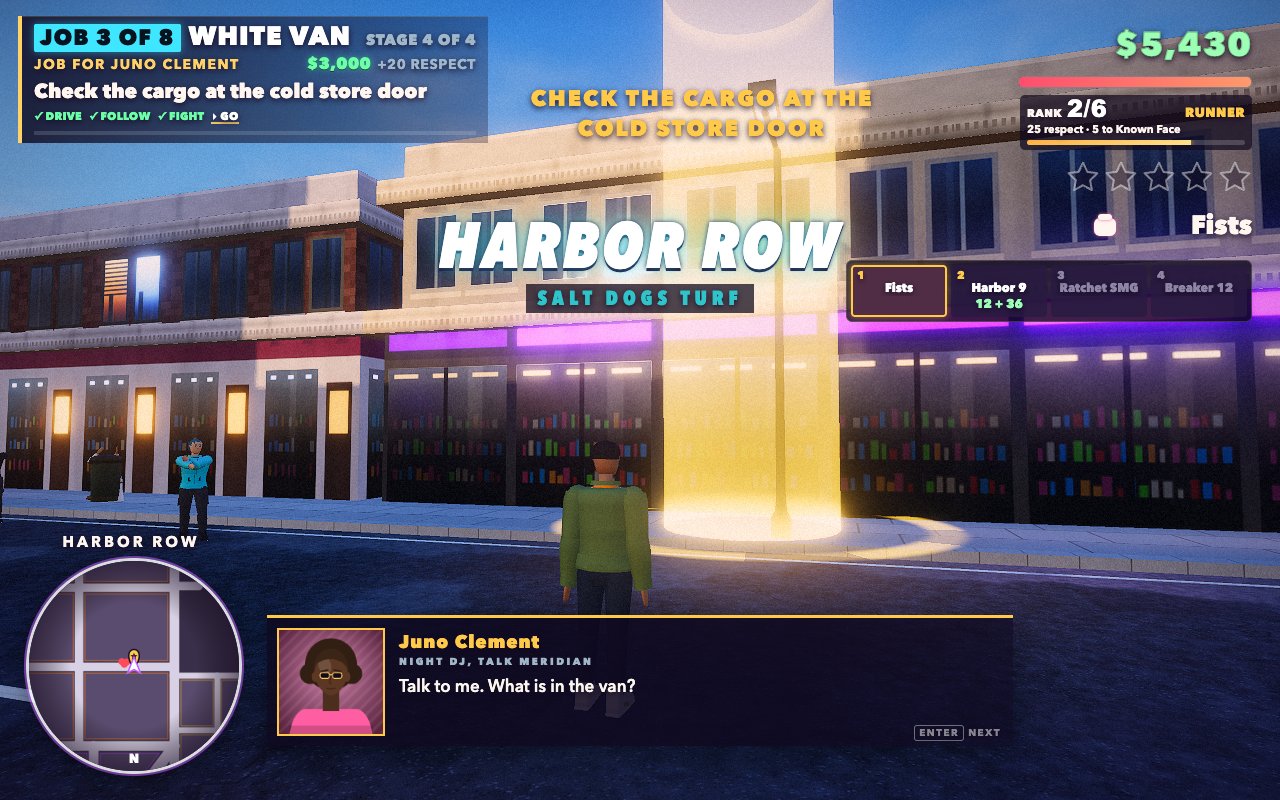 JOB 3 OF 8 WHITE VAN STAGE 4 OF 4
JOB FOR JUNO CLEMENT $3,000 +20 RESPECT
Check the cargo at the cold store door
✓DRIVE ✓FOLLOW ✓FIGHT ›GO
CHECK THE CARGO AT THE
COLD STORE DOOR
$5,430
RANK 2/6 RUNNER
25 respect · 5 to Known Face
Fists
1 Fists
2 Harbor 9
12 + 36
3 Ratchet SMG
4 Breaker 12
HARBOR ROW
SALT DOGS TURF
HARBOR ROW
N
Juno Clement
NIGHT DJ, TALK MERIDIAN
Talk to me. What is in the van?
ENTER NEXT